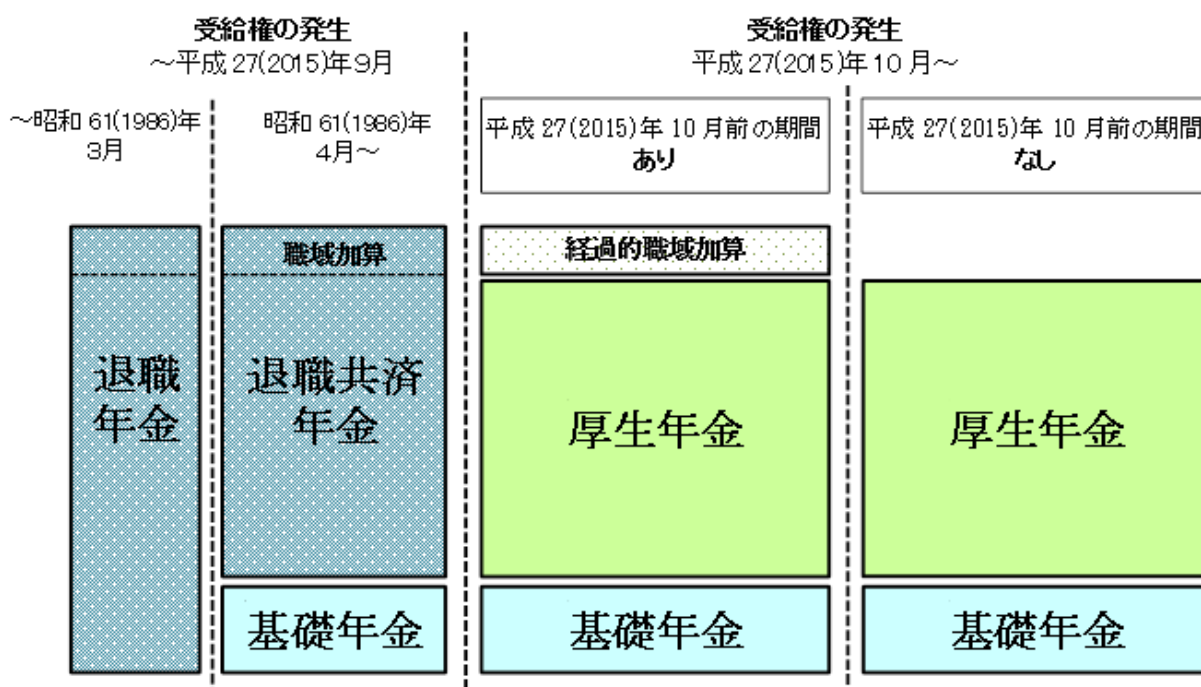 受給権の発生
～平成27(2015)年9月
受給権の発生
平成27(2015)年10月～
～昭和61(1986)年
3月
昭和61(1986)年
4月～
平成27(2015)年10月前の期間
あり
平成27(2015)年10月前の期間
なし
職域加算
経過的職域加算
退職
年金
退職共済
年金
厚生年金
厚生年金
基礎年金
基礎年金
基礎年金